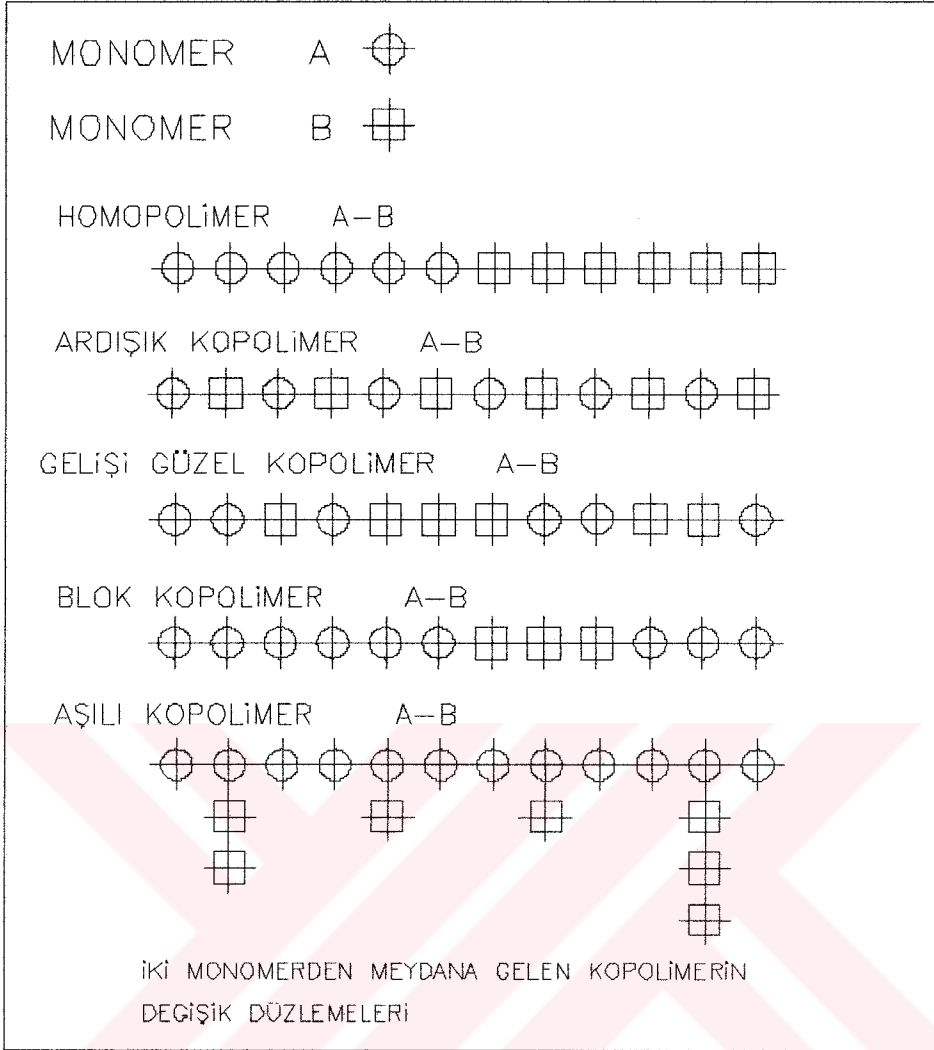 MONOMER A
MONOMER B
HOMOPOLİMER A-B
ARDIŞIK KOPOLİMER A-B
GELİŞİ GÜZEL KOPOLİMER A-B
BLOK KOPOLİMER A-B
AŞILI KOPOLİMER A-B
İKİ MONOMERDEN MEYDANA GELEN KOPOLİMERİN
DEGİŞİK DÜZLEMELERİ